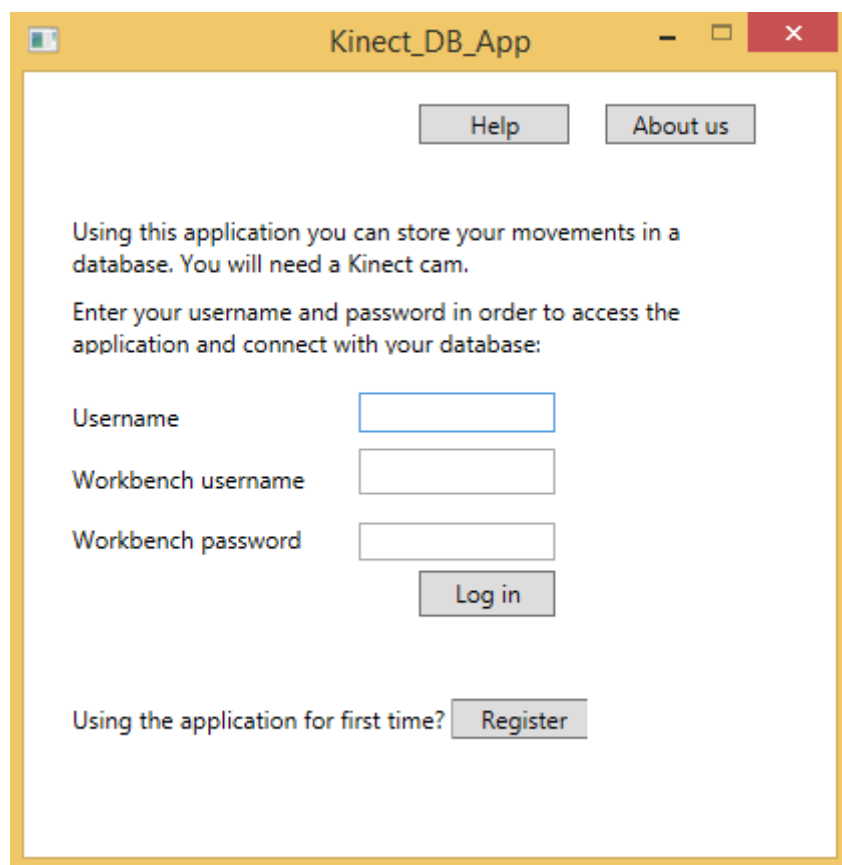 Kinect_DB_App
Help
About us
Using this application you can store your movements in a
database. You will need a Kinect cam.
Enter your username and password in order to access the
application and connect with your database:
Username
Workbench username
Workbench password
Log in
Using the application for first time? Register